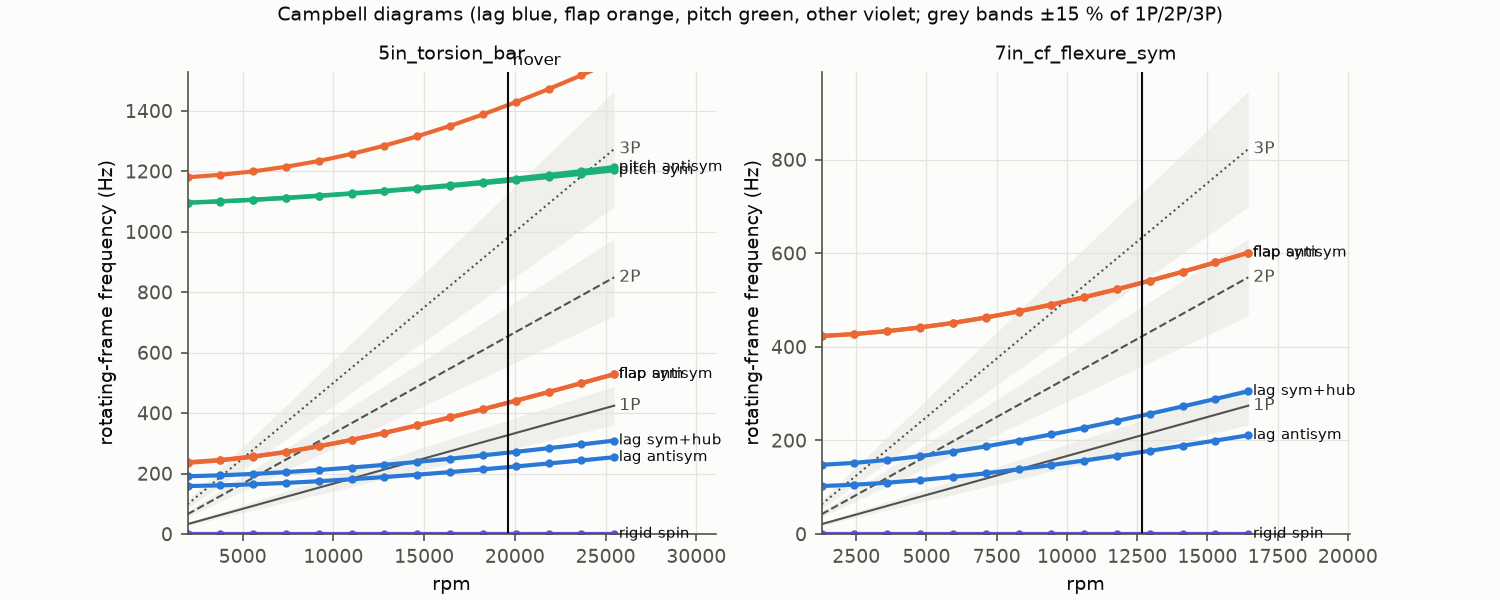 Campbell diagrams (lag blue, flap orange, pitch green, other violet; grey bands ±15 % of 1P/2P/3P)
5in_torsion_bar
hover
rotating-frame frequency (Hz)
1400
1200
1000
800
600
400
200
0
3P
pitch antisym
pitch sym
2P
flap antisym
1P
lag sym+hub
lag antisym
rigid spin
5000
10000
15000
20000
25000
30000
rpm
7in_cf_flexure_sym
rotating-frame frequency (Hz)
800
600
400
200
0
3P
flap antisym
2P
lag sym+hub
1P
lag antisym
rigid spin
2500
5000
7500
10000
12500
15000
17500
20000
rpm